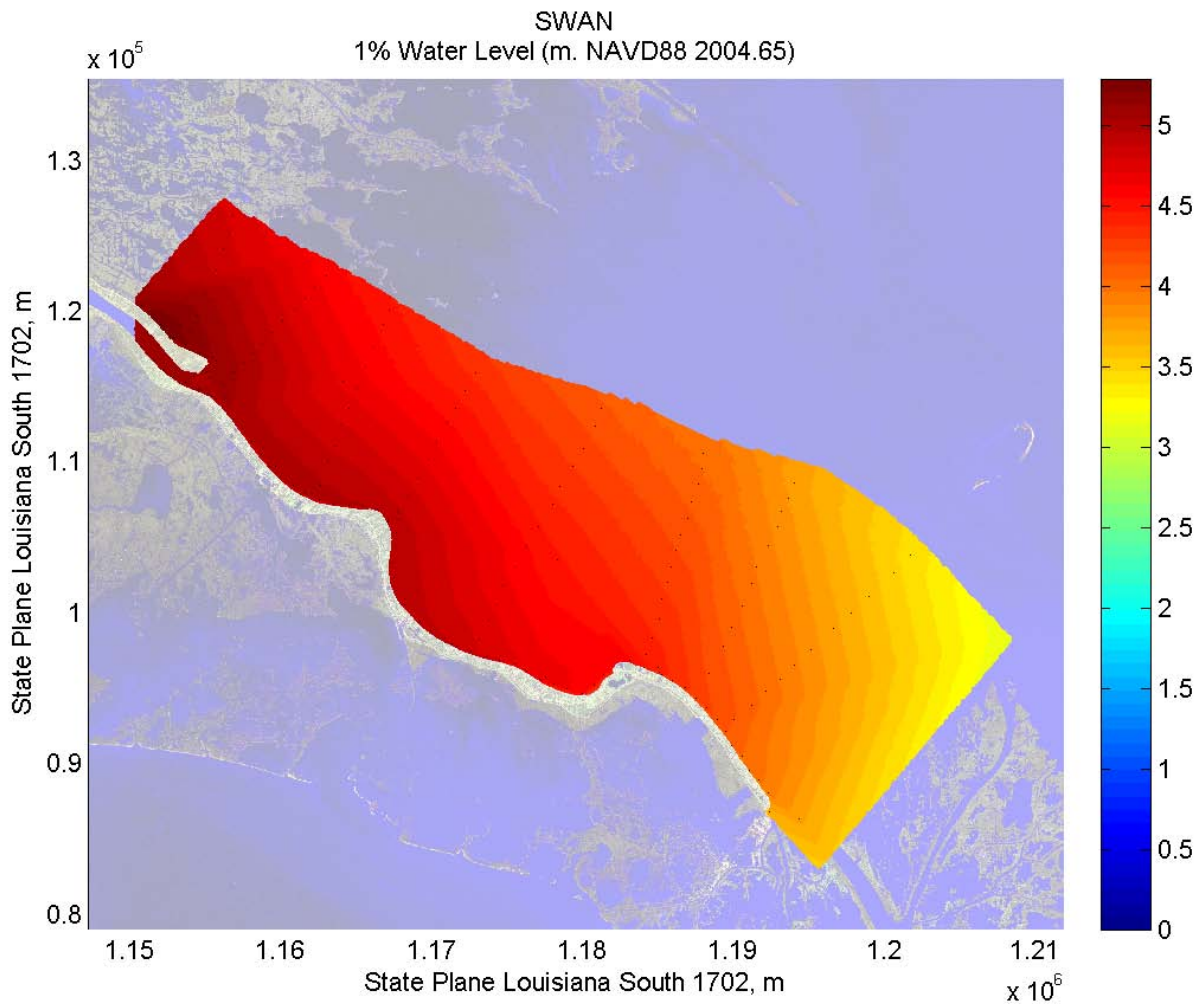 SWAN
1% Water Level (m. NAVD88 2004.65)
x 10^5
1.3
1.2
1.1
1
0.9
0.8
State Plane Louisiana South 1702, m
1.15 1.16 1.17 1.18 1.19 1.2 1.21
State Plane Louisiana South 1702, m
x 10^6
5
4.5
4
3.5
3
2.5
2
1.5
1
0.5
0